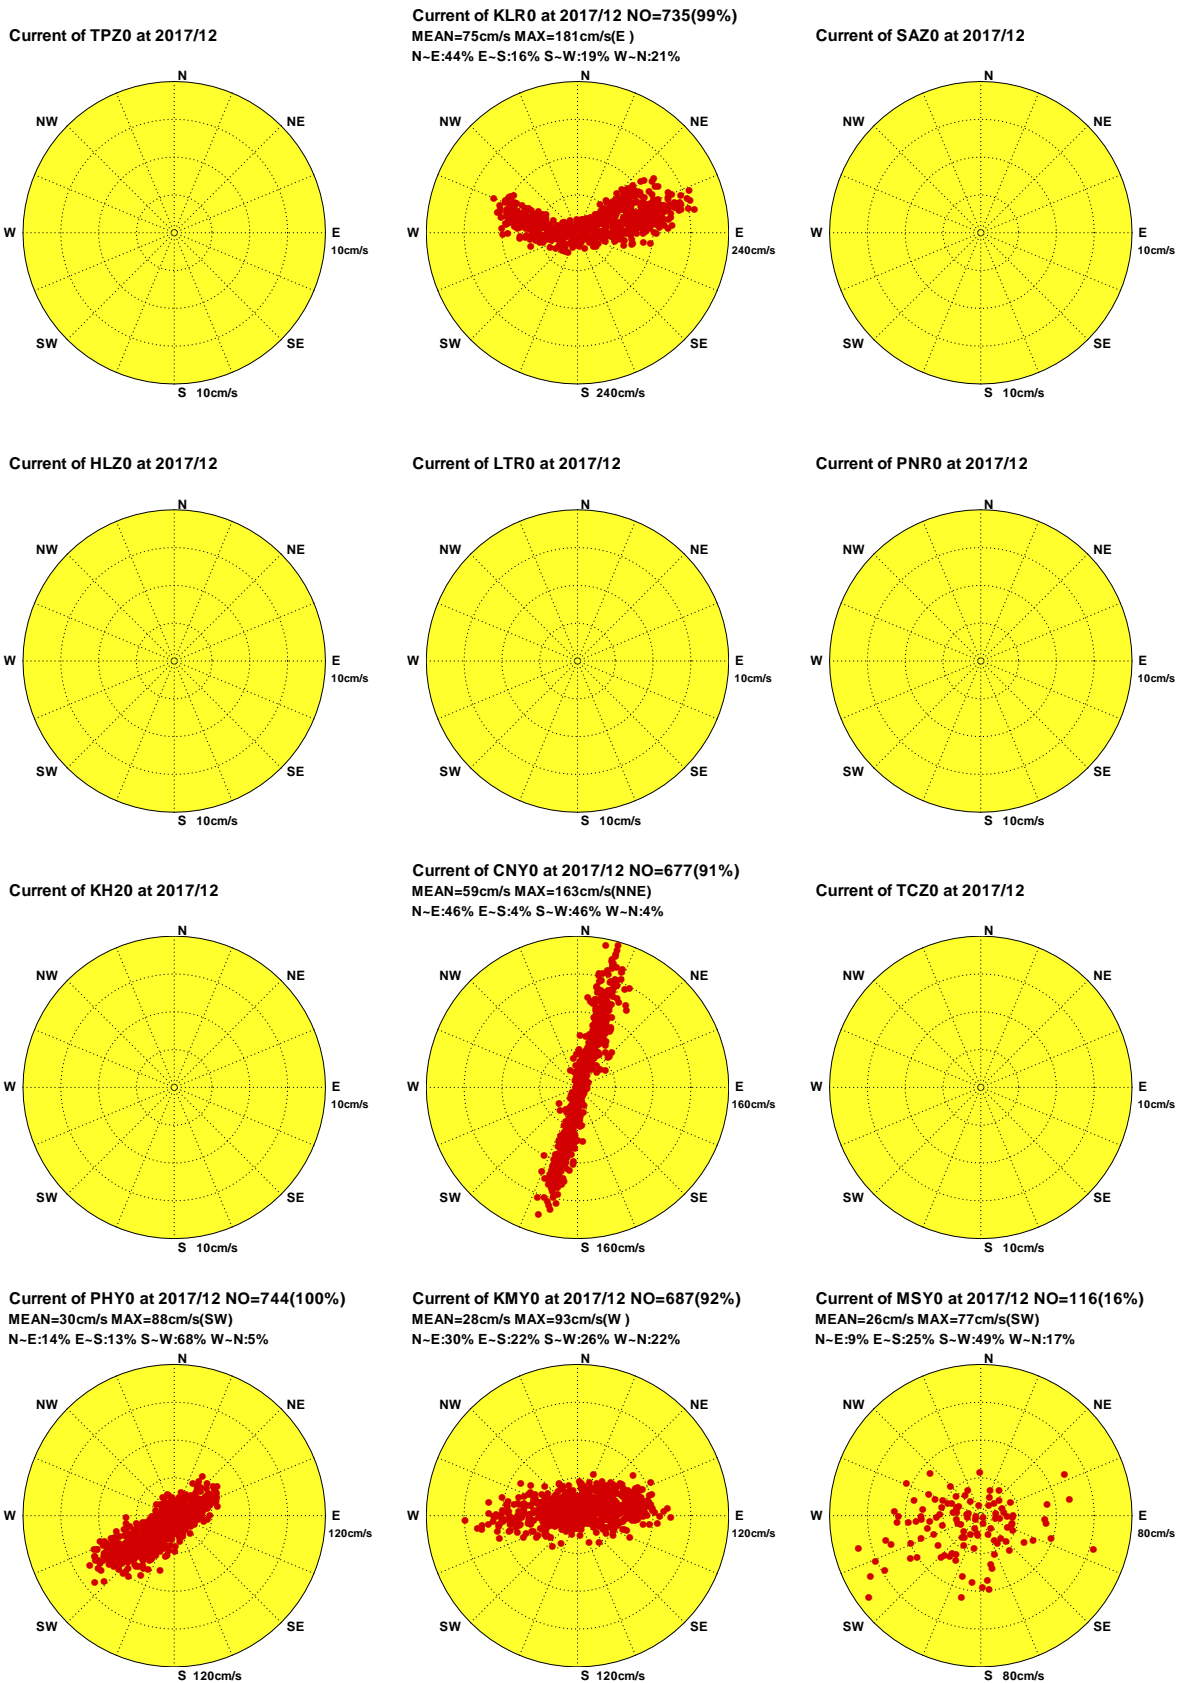 Current of TPZ0 at 2017/12
N
NW
NE
W
E
10cm/s
SW
SE
S 10cm/s
Current of KLR0 at 2017/12 NO=735(99%)
MEAN=75cm/s MAX=181cm/s(E )
N~E:44% E~S:16% S~W:19% W~N:21%
N
NW
NE
W
E
240cm/s
SW
SE
S 240cm/s
Current of SAZ0 at 2017/12
N
NW
NE
W
E
10cm/s
SW
SE
S 10cm/s
Current of HLZ0 at 2017/12
N
NW
NE
W
E
10cm/s
SW
SE
S 10cm/s
Current of LTR0 at 2017/12
N
NW
NE
W
E
10cm/s
SW
SE
S 10cm/s
Current of PNR0 at 2017/12
N
NW
NE
W
E
10cm/s
SW
SE
S 10cm/s
Current of KH20 at 2017/12
N
NW
NE
W
E
10cm/s
SW
SE
S 10cm/s
Current of CNY0 at 2017/12 NO=677(91%)
MEAN=59cm/s MAX=163cm/s(NNE)
N~E:46% E~S:4% S~W:46% W~N:4%
N
NW
NE
W
E
160cm/s
SW
SE
S 160cm/s
Current of TCZ0 at 2017/12
N
NW
NE
W
E
10cm/s
SW
SE
S 10cm/s
Current of PHY0 at 2017/12 NO=744(100%)
MEAN=30cm/s MAX=88cm/s(SW)
N~E:14% E~S:13% S~W:68% W~N:5%
N
NW
NE
W
E
120cm/s
SW
SE
S 120cm/s
Current of KMY0 at 2017/12 NO=687(92%)
MEAN=28cm/s MAX=93cm/s(W )
N~E:30% E~S:22% S~W:26% W~N:22%
N
NW
NE
W
E
120cm/s
SW
SE
S 120cm/s
Current of MSY0 at 2017/12 NO=116(16%)
MEAN=26cm/s MAX=77cm/s(SW)
N~E:9% E~S:25% S~W:49% W~N:17%
N
NW
NE
W
E
80cm/s
SW
SE
S 80cm/s